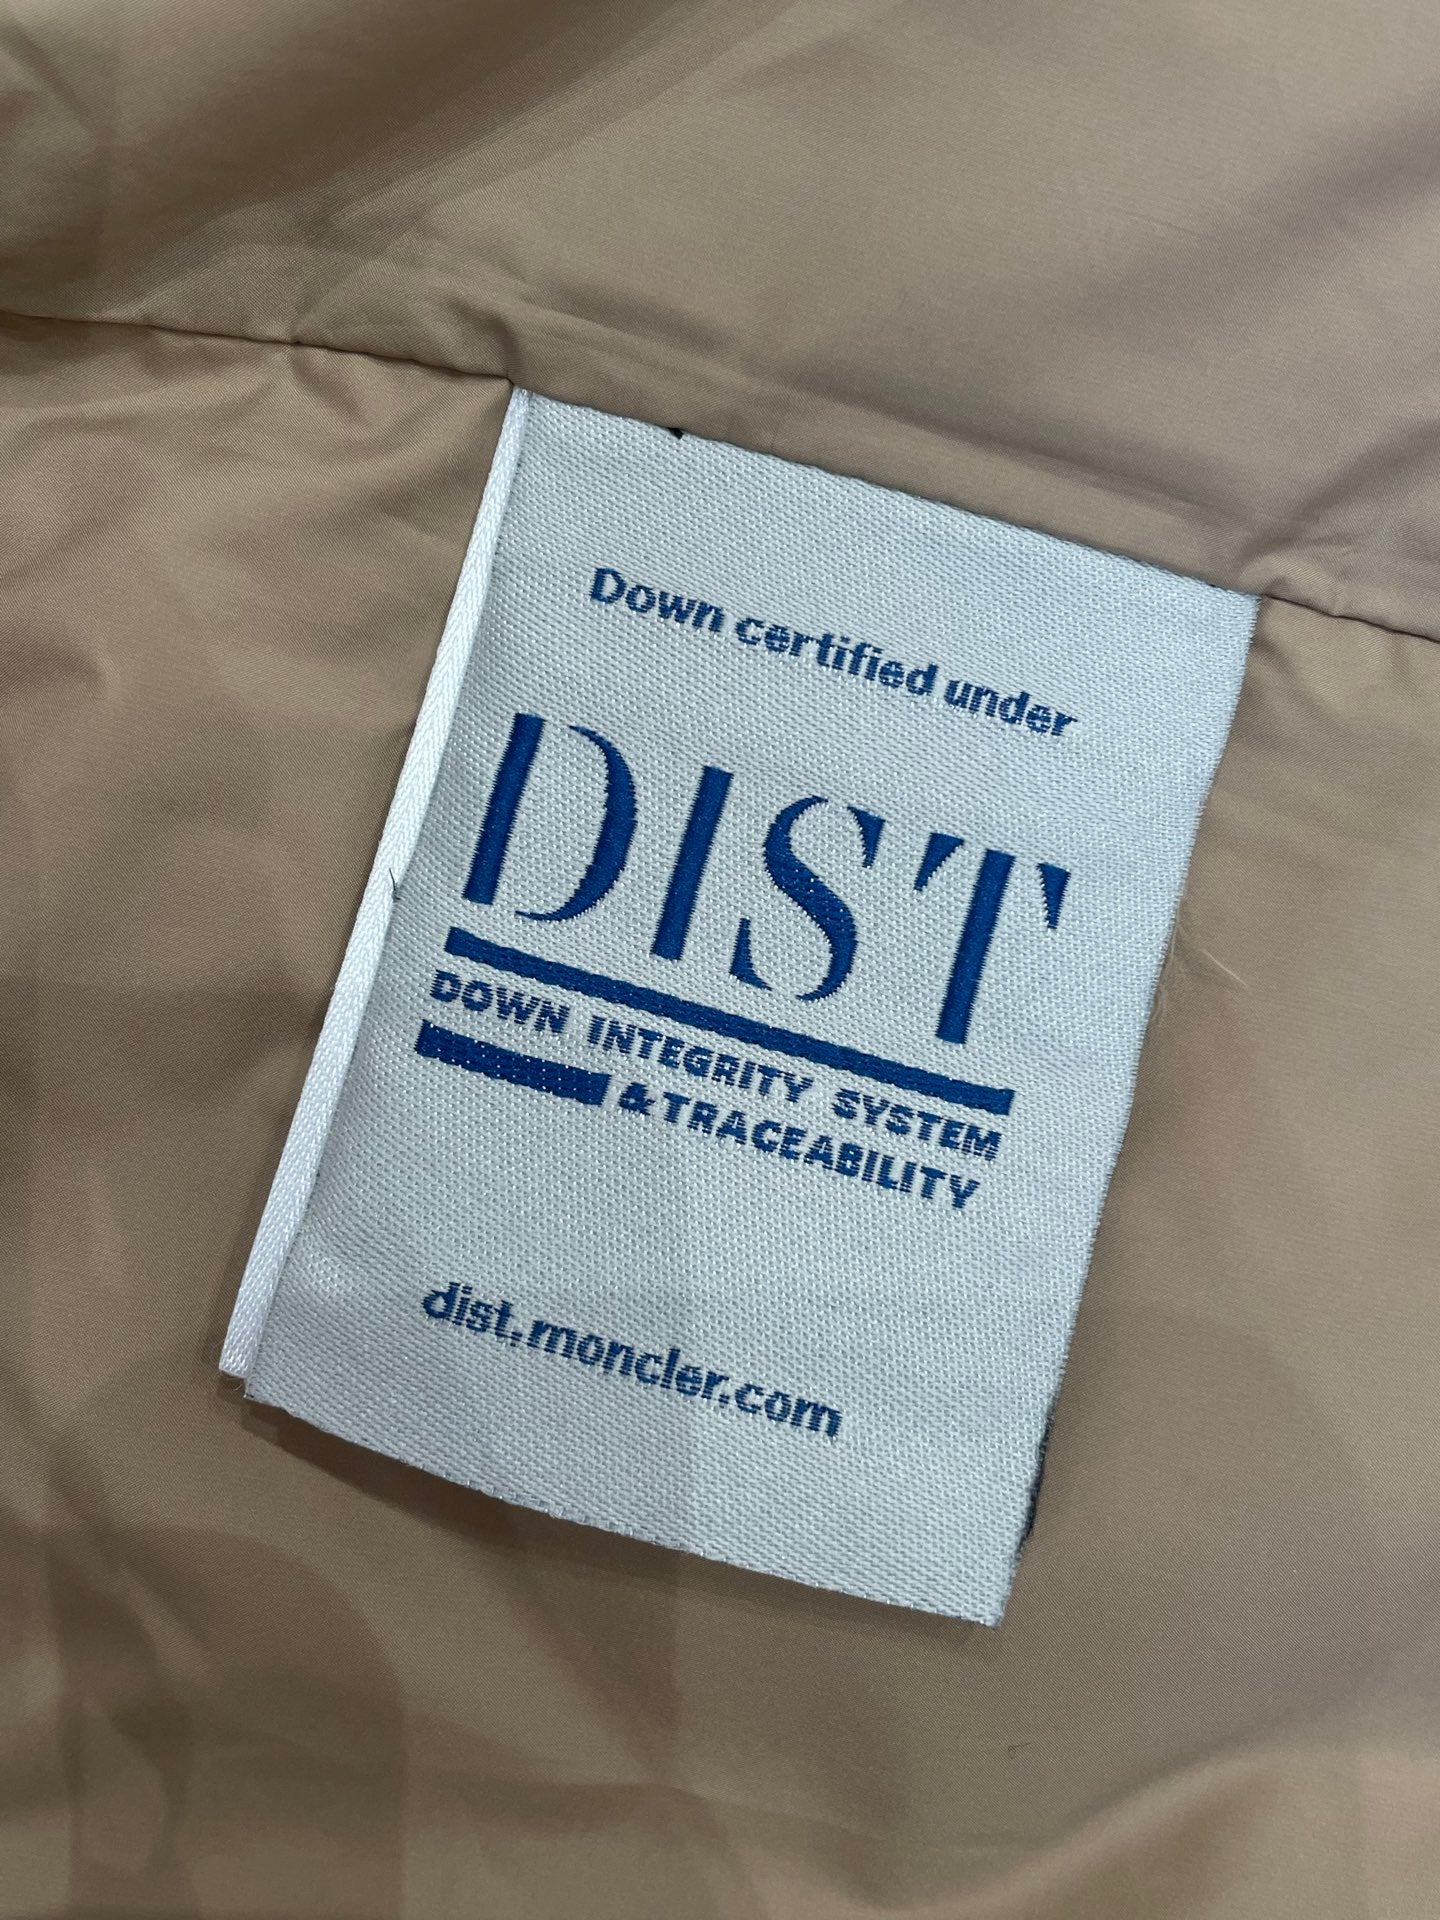 Down certified under
DIST
DOWN INTEGRITY SYSTEM
& TRACEABILITY
dist.moncler.com